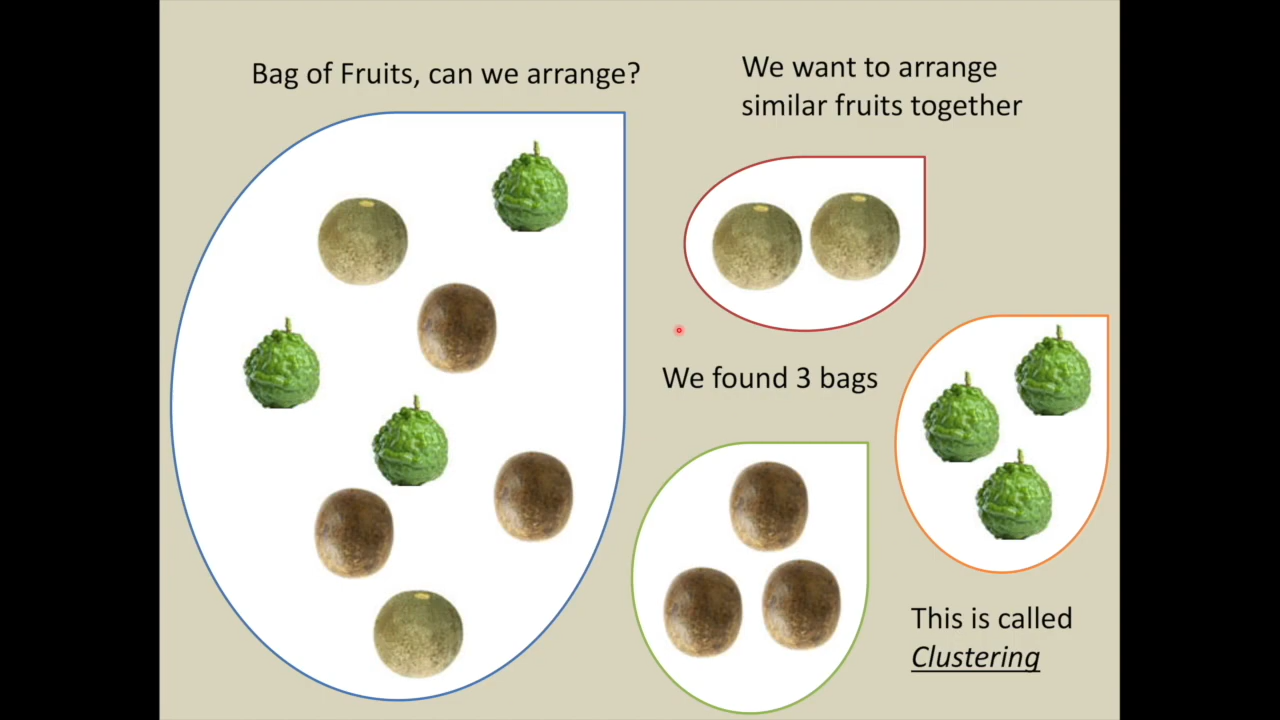 Bag of Fruits, can we arrange?
We want to arrange
similar fruits together
We found 3 bags
This is called
Clustering